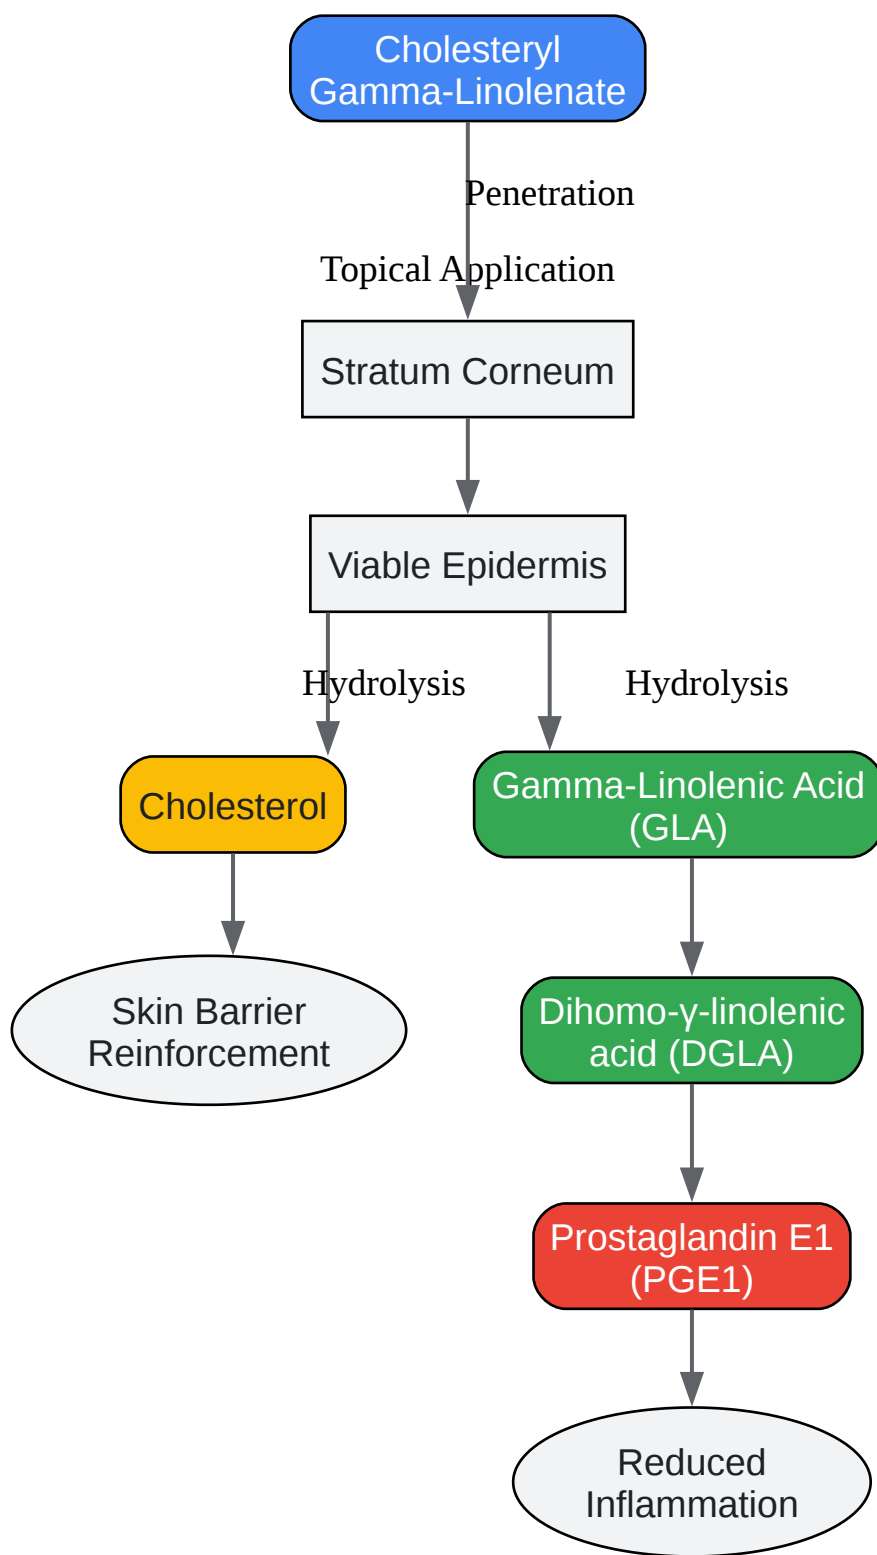 Cholesteryl
Gamma-Linolenate
Penetration
Topical Application
Stratum Corneum
Viable Epidermis
Hydrolysis
Hydrolysis
Cholesterol
Gamma-Linolenic Acid
(GLA)
Skin Barrier
Reinforcement
Dihomo-γ-linolenic
acid (DGLA)
Prostaglandin E1
(PGE1)
Reduced
Inflammation